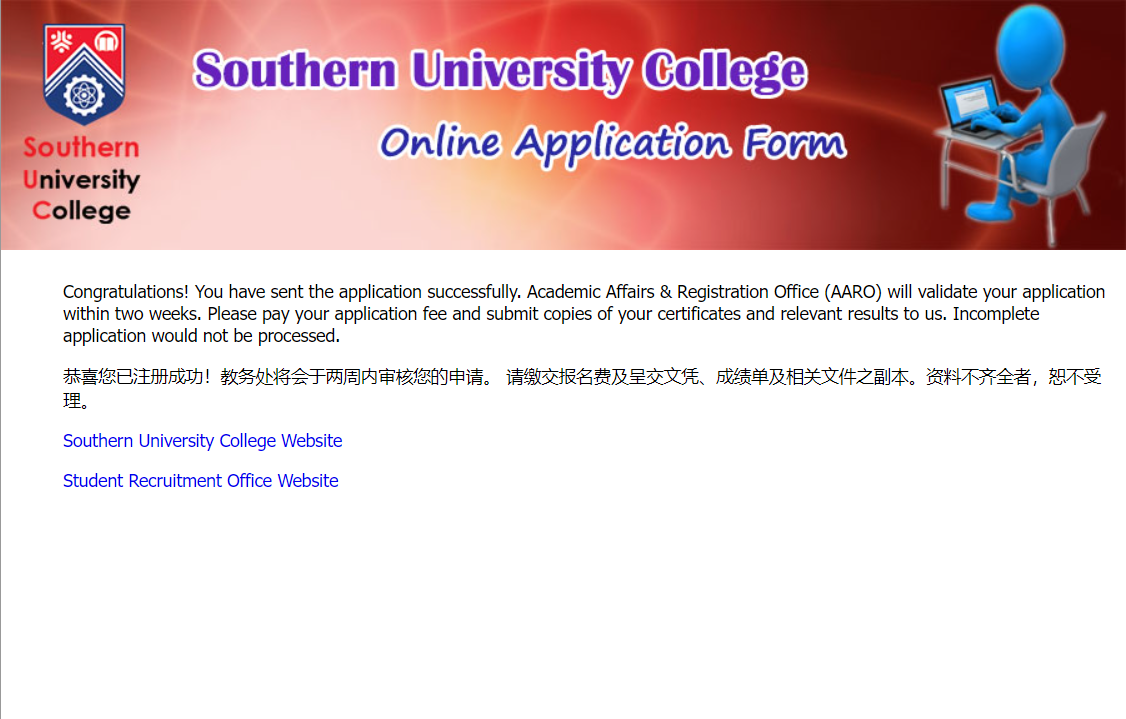 Southern University College
Online Application Form
Southern
University
College
Congratulations! You have sent the application successfully. Academic Affairs & Registration Office (AARO) will validate your application
within two weeks. Please pay your application fee and submit copies of your certificates and relevant results to us. Incomplete
application would not be processed.
恭喜您已注册成功！教务处将会于两周内审核您的申请。 请缴交报名费及呈交文凭、成绩单及相关文件之副本。资料不齐全者，恕不受
理。
Southern University College Website
Student Recruitment Office Website